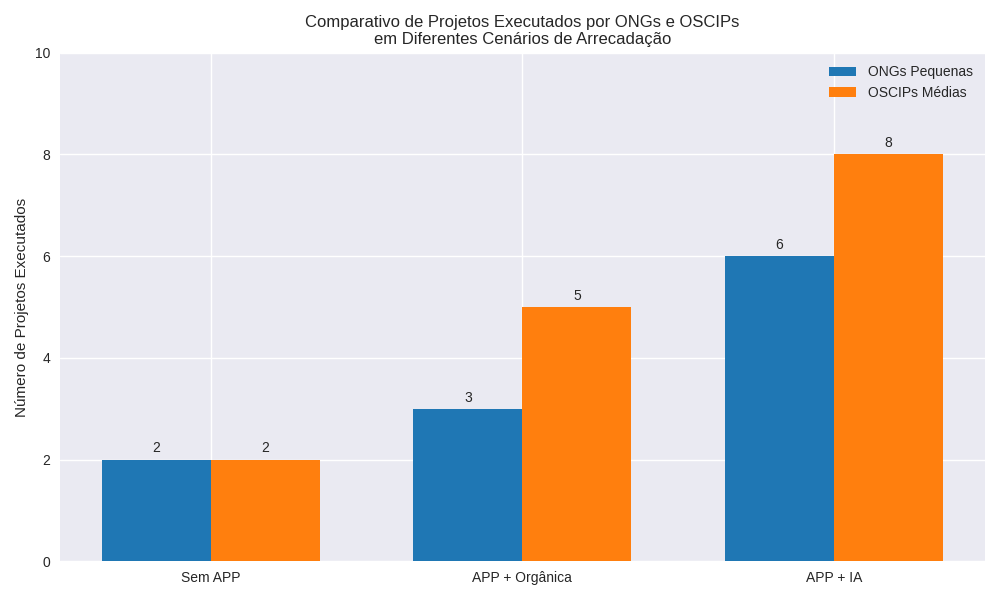 Comparativo de Projetos Executados por ONGs e OSCIPs
em Diferentes Cenários de Arrecadação
Número de Projetos Executados
10
8
6
4
2
0
ONGs Pequenas
OSCIPs Médias
2
2
3
5
6
8
Sem APP
APP + Orgânica
APP + IA